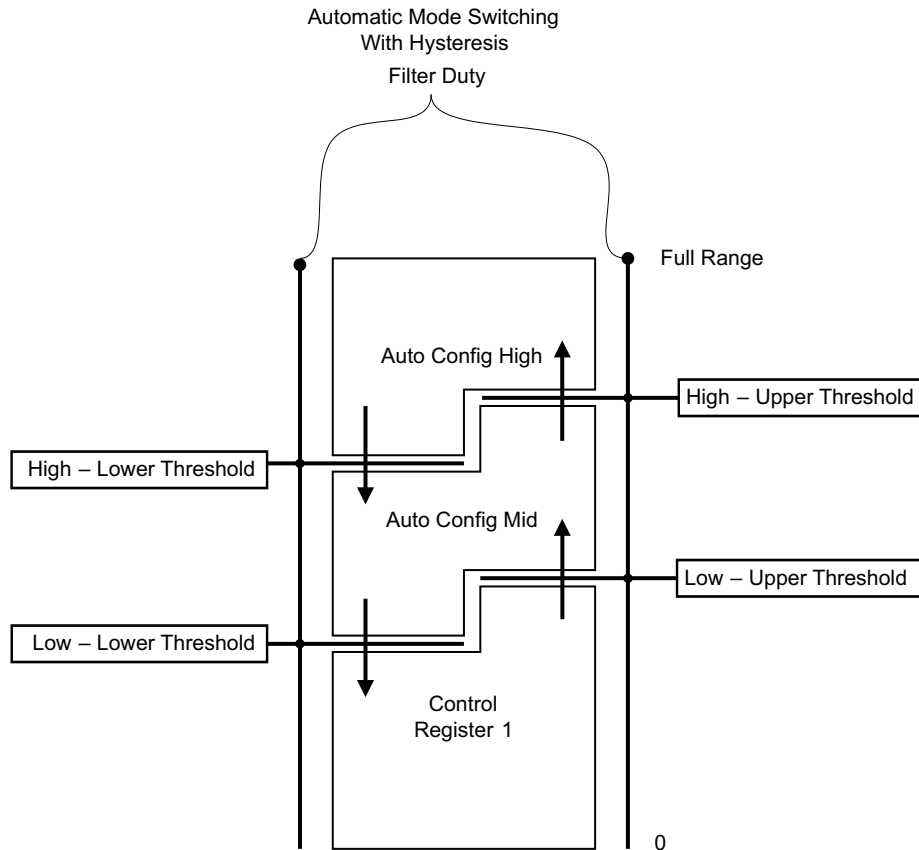 Automatic Mode Switching
With Hysteresis
Filter Duty
Full Range
Auto Config High
High – Upper Threshold
High – Lower Threshold
Auto Config Mid
Low – Upper Threshold
Low – Lower Threshold
Control
Register 1
0